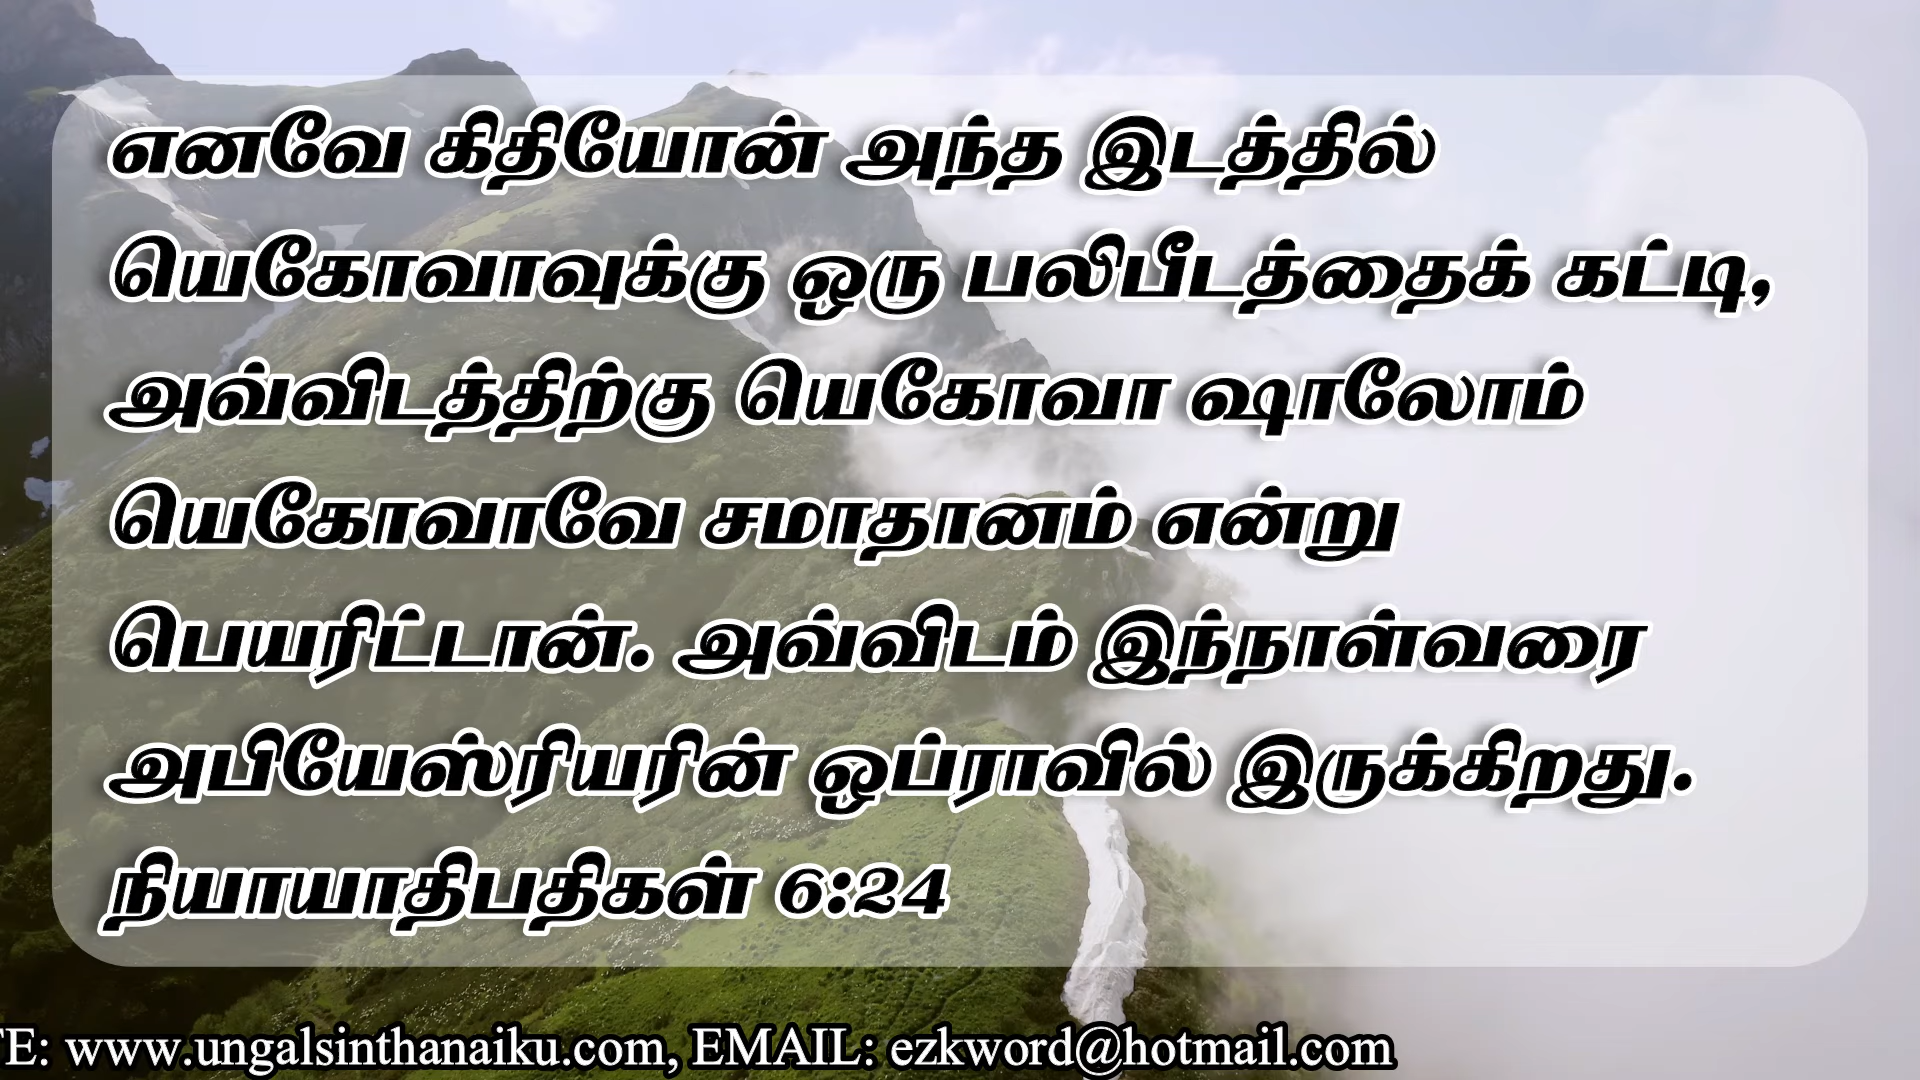 எனவே கிதியோன் அந்த இடத்தில்
யெகோவாவுக்கு ஒரு பலிபீடத்தைக் கட்டி,
அவ்விடத்திற்கு யெகோவா ஷாலோம்
யெகோவாவே சமாதானம் என்று
பெயரிட்டான். அவ்விடம் இந்நாள்வரை
அபியேஸ்ரியரின் ஒப்ராவில் இருக்கிறது.
நியாயாதிபதிகள் 6:24
TE: www.ungalsinthanaiku.com, EMAIL: ezkword@hotmail.com